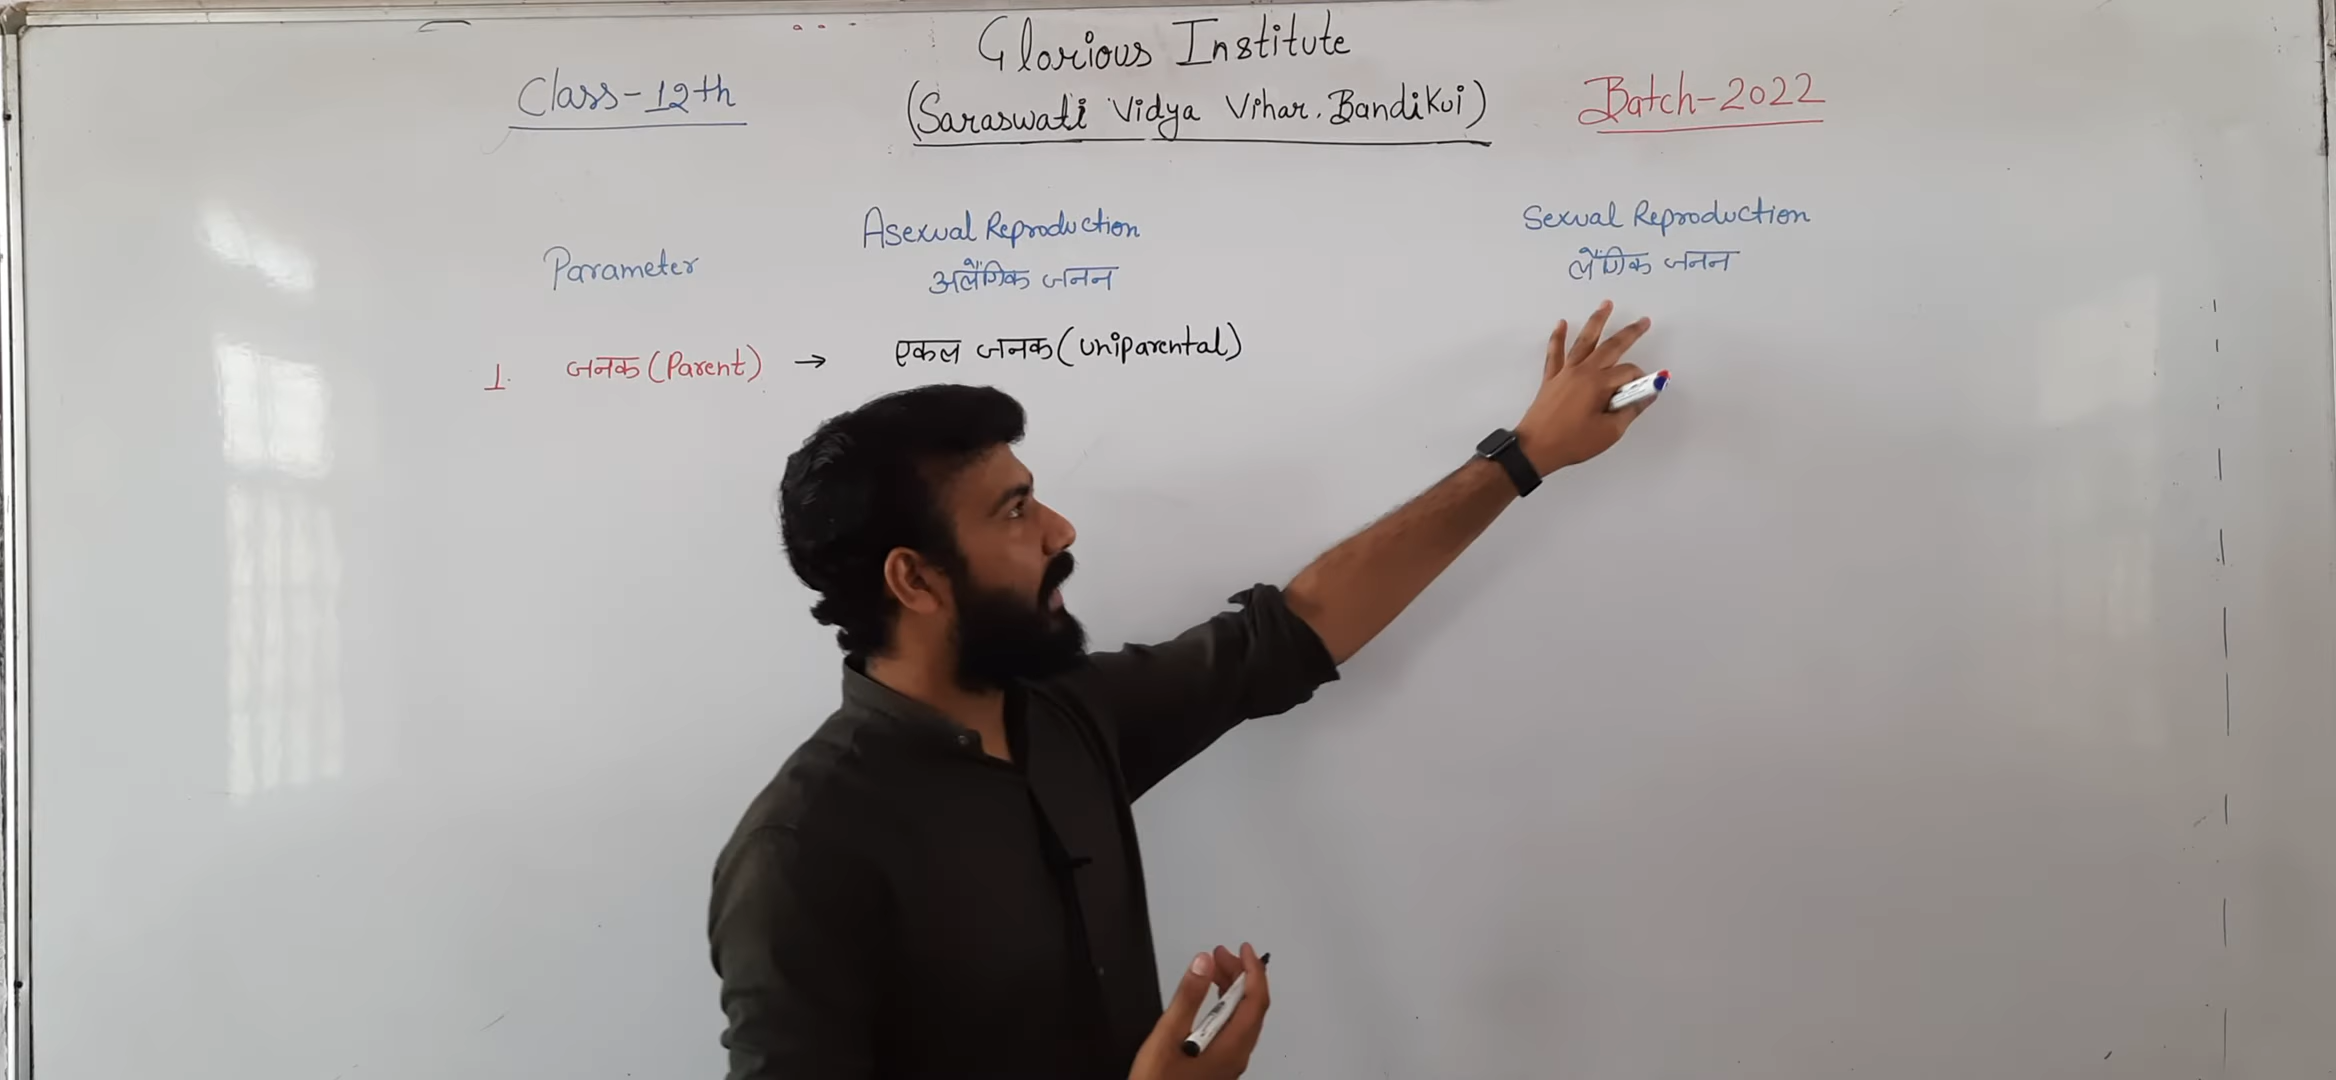 Glorious Institute
Class-12th
(Saraswati Vidya Vihar. Bandikui)
Batch-2022
Parameter
Asexual Reproduction
अलैंगिक जनन
Sexual Reproduction
लैंगिक जनन
1. जनक (Parent) → एकल जनक (uniparental)